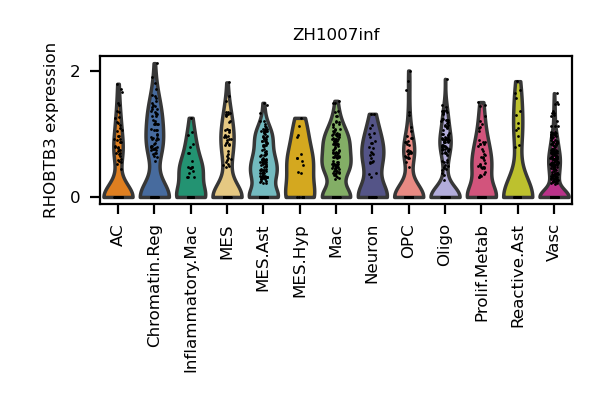 ZH1007inf
RHOBTB3 expression
2
0
AC
Chromatin.Reg
Inflammatory.Mac
MES
MES.Ast
MES.Hyp
Mac
Neuron
OPC
Oligo
Prolif.Metab
Reactive.Ast
Vasc